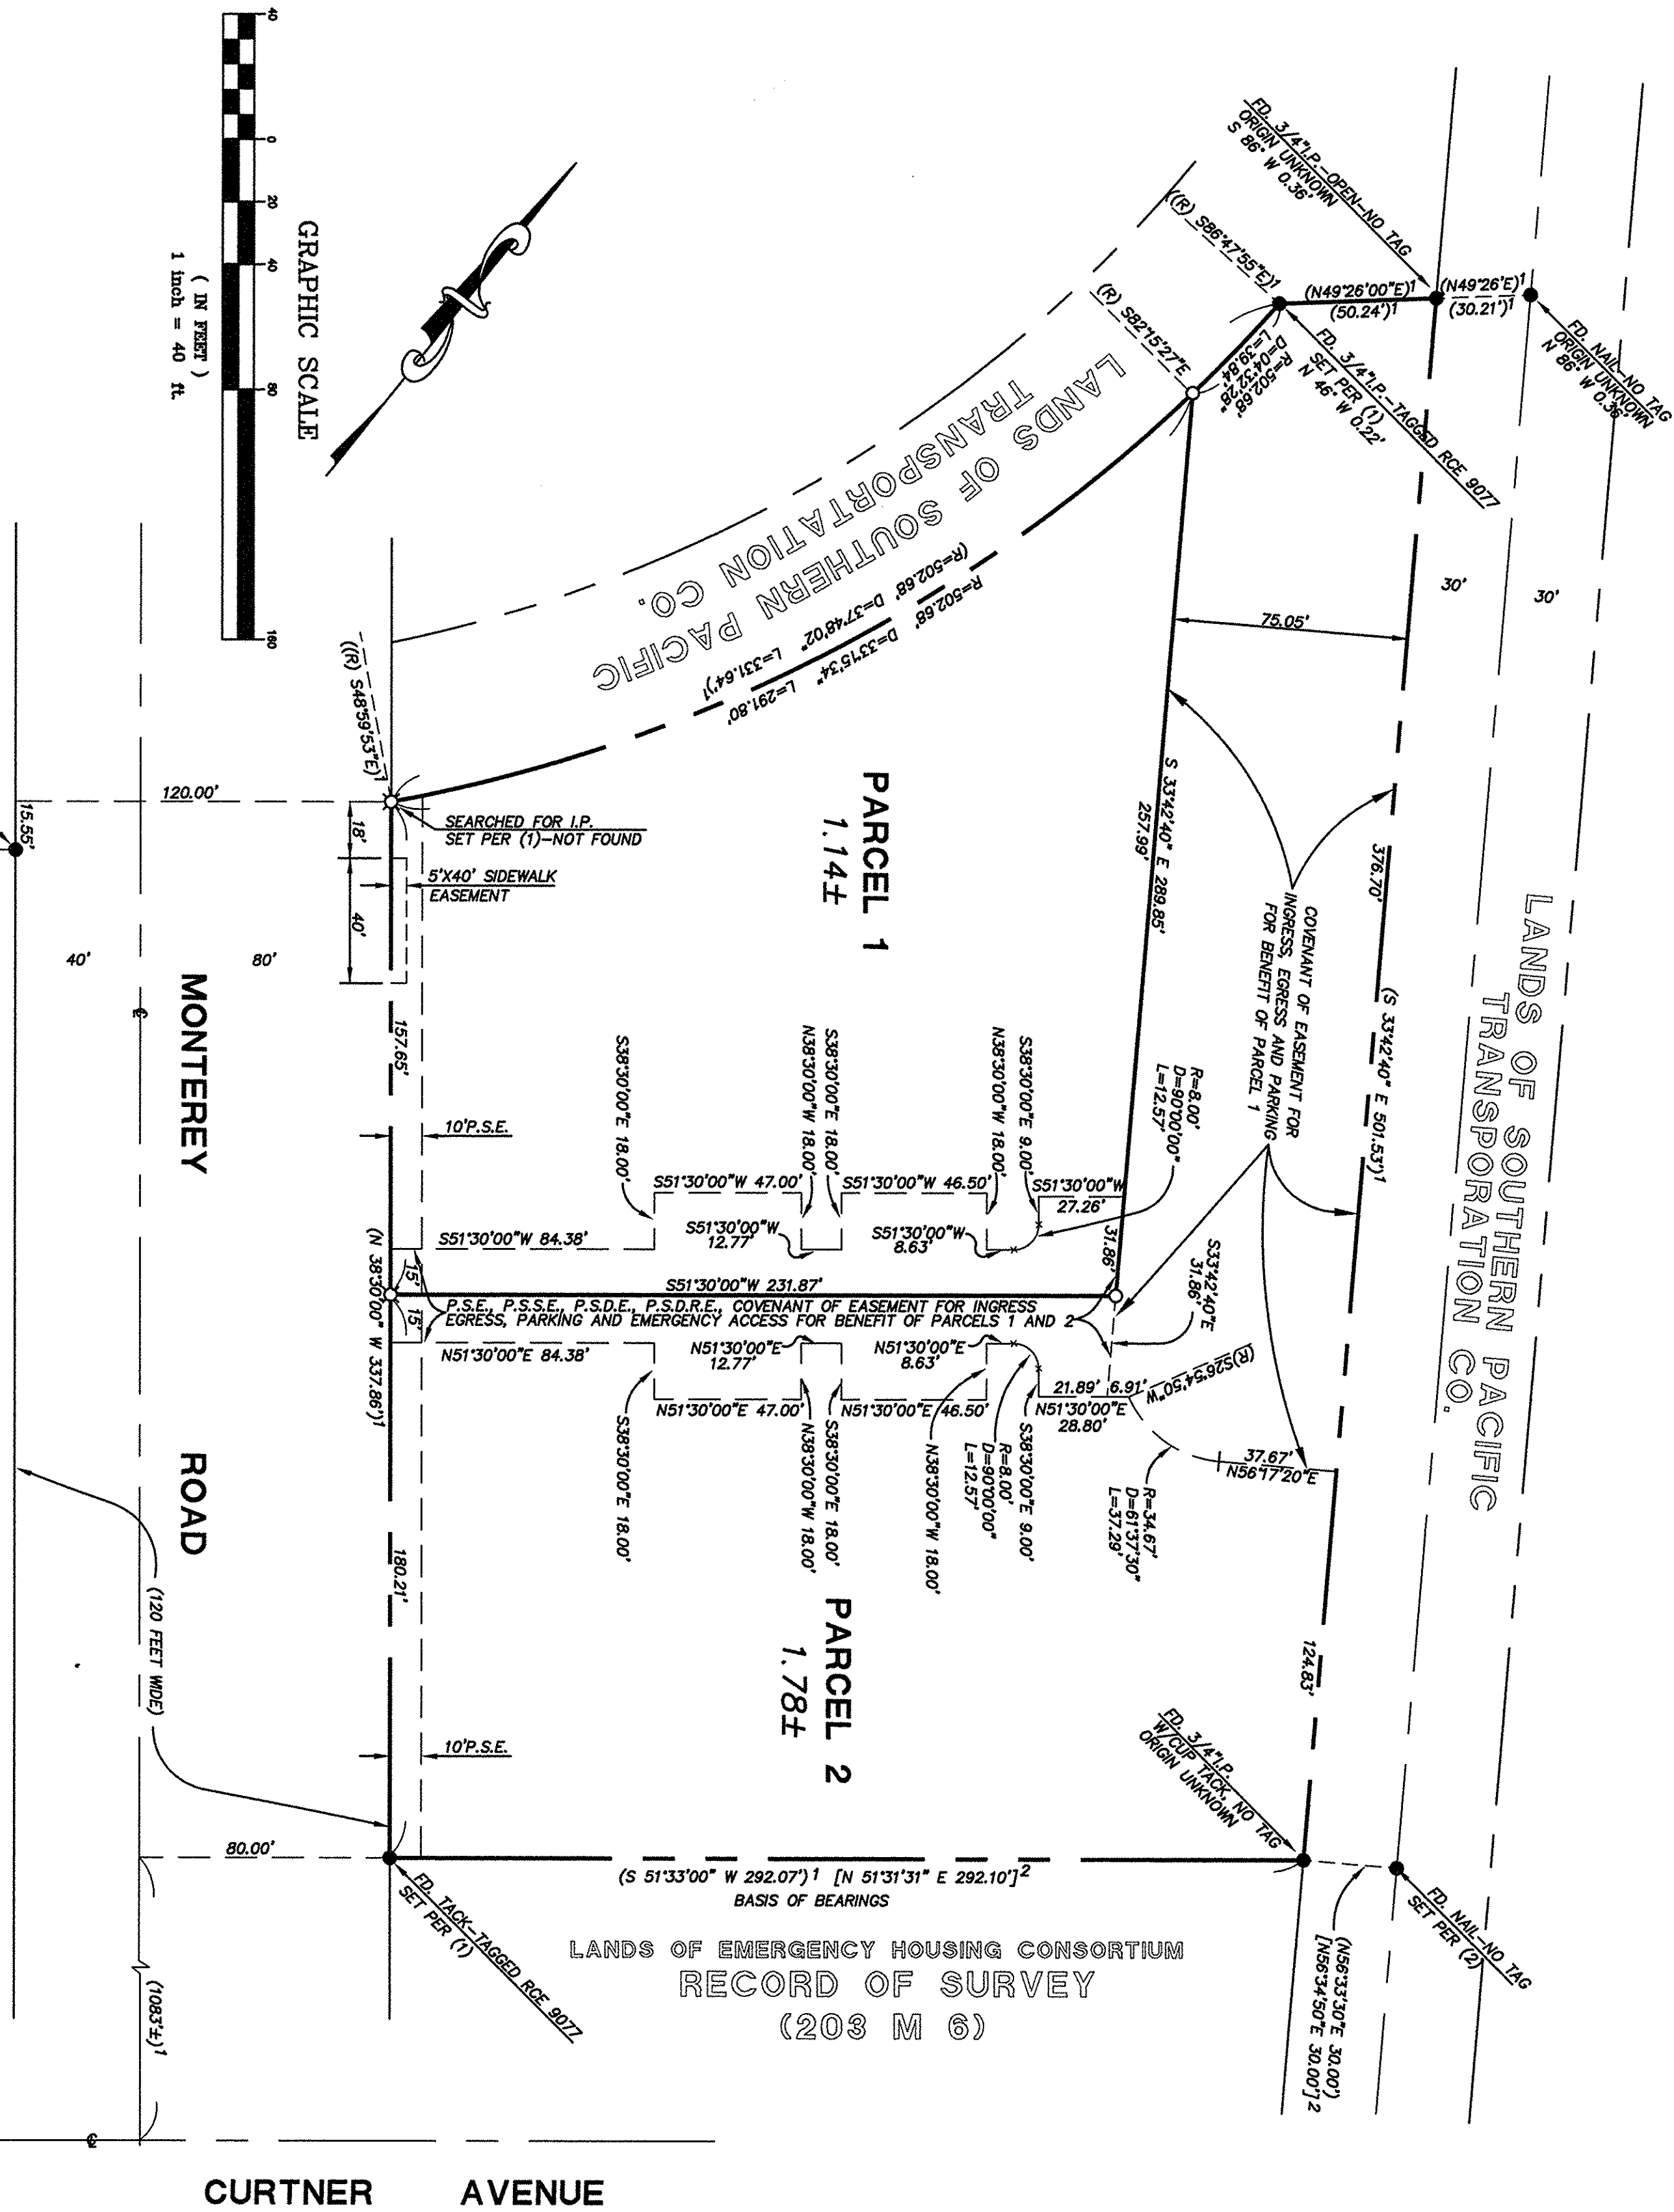 40
0
20
40
80
160
GRAPHIC SCALE
( IN FEET )
1 inch = 40 ft.
FD. 3/4"I.P.-OPEN-NO TAG
ORIGIN UNKNOWN
S 86° W 0.36'
((R) S86°47'55"E)1
(R) S82°15'27"E
(N49°26'00"E)1
(50.24')1
(N49°26'E)1
(30.21')1
FD. NAIL-NO TAG
ORIGIN UNKNOWN
N 86° W 0.36'
FD. 3/4"I.P.-TAGGED RCE 9077
SET PER (1)
N 46° W 0.22'
R=502.68'
D=04°32'28"
L=39.84'
LANDS OF SOUTHERN PACIFIC
TRANSPORTATION CO.
R=502.68' D=33°15'34" L=291.80'
(R=502.68' D=37°48'02" L=331.64')1
((R) S48°59'53"E)1
30'
30'
75.05'
S 33°42'40" E 289.85'
257.99'
376.70'
(S 33°42'40" E 501.53')1
LANDS OF SOUTHERN PACIFIC
TRANSPORTATION CO.
COVENANT OF EASEMENT FOR
INGRESS, EGRESS AND PARKING
FOR BENEFIT OF PARCEL 1
PARCEL 1
1.14±
120.00'
15.55'
18'
40'
SEARCHED FOR I.P.
SET PER (1)-NOT FOUND
5'X40' SIDEWALK
EASEMENT
40'
80'
℄
MONTEREY
ROAD
157.65'
10'P.S.E.
S38°30'00"E 18.00'
N38°30'00"W 18.00'
S38°30'00"E 18.00'
N38°30'00"W 18.00'
S38°30'00"E 9.00'
R=8.00'
D=90°00'00"
L=12.57'
S51°30'00"W 47.00'
S51°30'00"W 46.50'
S51°30'00"W
27.26'
S51°30'00"W 84.38'
S51°30'00"W
12.77'
S51°30'00"W
8.63'
31.86'
S33°42'40"E
31.86'
(N 38°30'00" W 337.86')1
15'
15'
S51°30'00"W 231.87'
P.S.E., P.S.S.E., P.S.D.E., P.S.D.R.E., COVENANT OF EASEMENT FOR INGRESS
EGRESS, PARKING AND EMERGENCY ACCESS FOR BENEFIT OF PARCELS 1 AND 2
N51°30'00"E 84.38'
N51°30'00"E
12.77'
N51°30'00"E
8.63'
N51°30'00"E 47.00'
N51°30'00"E 46.50'
21.89'
6.91'
N51°30'00"E
28.80'
(R)S26°54'50"W
37.67'
N56°17'20"E
S38°30'00"E 18.00'
N38°30'00"W 18.00'
S38°30'00"E 18.00'
N38°30'00"W 18.00'
R=8.00'
D=90°00'00"
L=12.57'
S38°30'00"E 9.00'
R=34.67'
D=61°37'30"
L=37.29'
PARCEL 2
1.78±
180.21'
124.83'
(120 FEET WIDE)
10'P.S.E.
80.00'
FD. 3/4"I.P.
W/CUP TACK, NO TAG
ORIGIN UNKNOWN
(S 51°33'00" W 292.07')1 [N 51°31'31" E 292.10']2
BASIS OF BEARINGS
FD. TACK-TAGGED RCE 9077
SET PER (1)
FD. NAIL-NO TAG
SET PER (2)
(N56°33'30"E 30.00')
[N56°34'50"E 30.00']2
LANDS OF EMERGENCY HOUSING CONSORTIUM
RECORD OF SURVEY
(203 M 6)
(1083'±)1
℄
CURTNER AVENUE